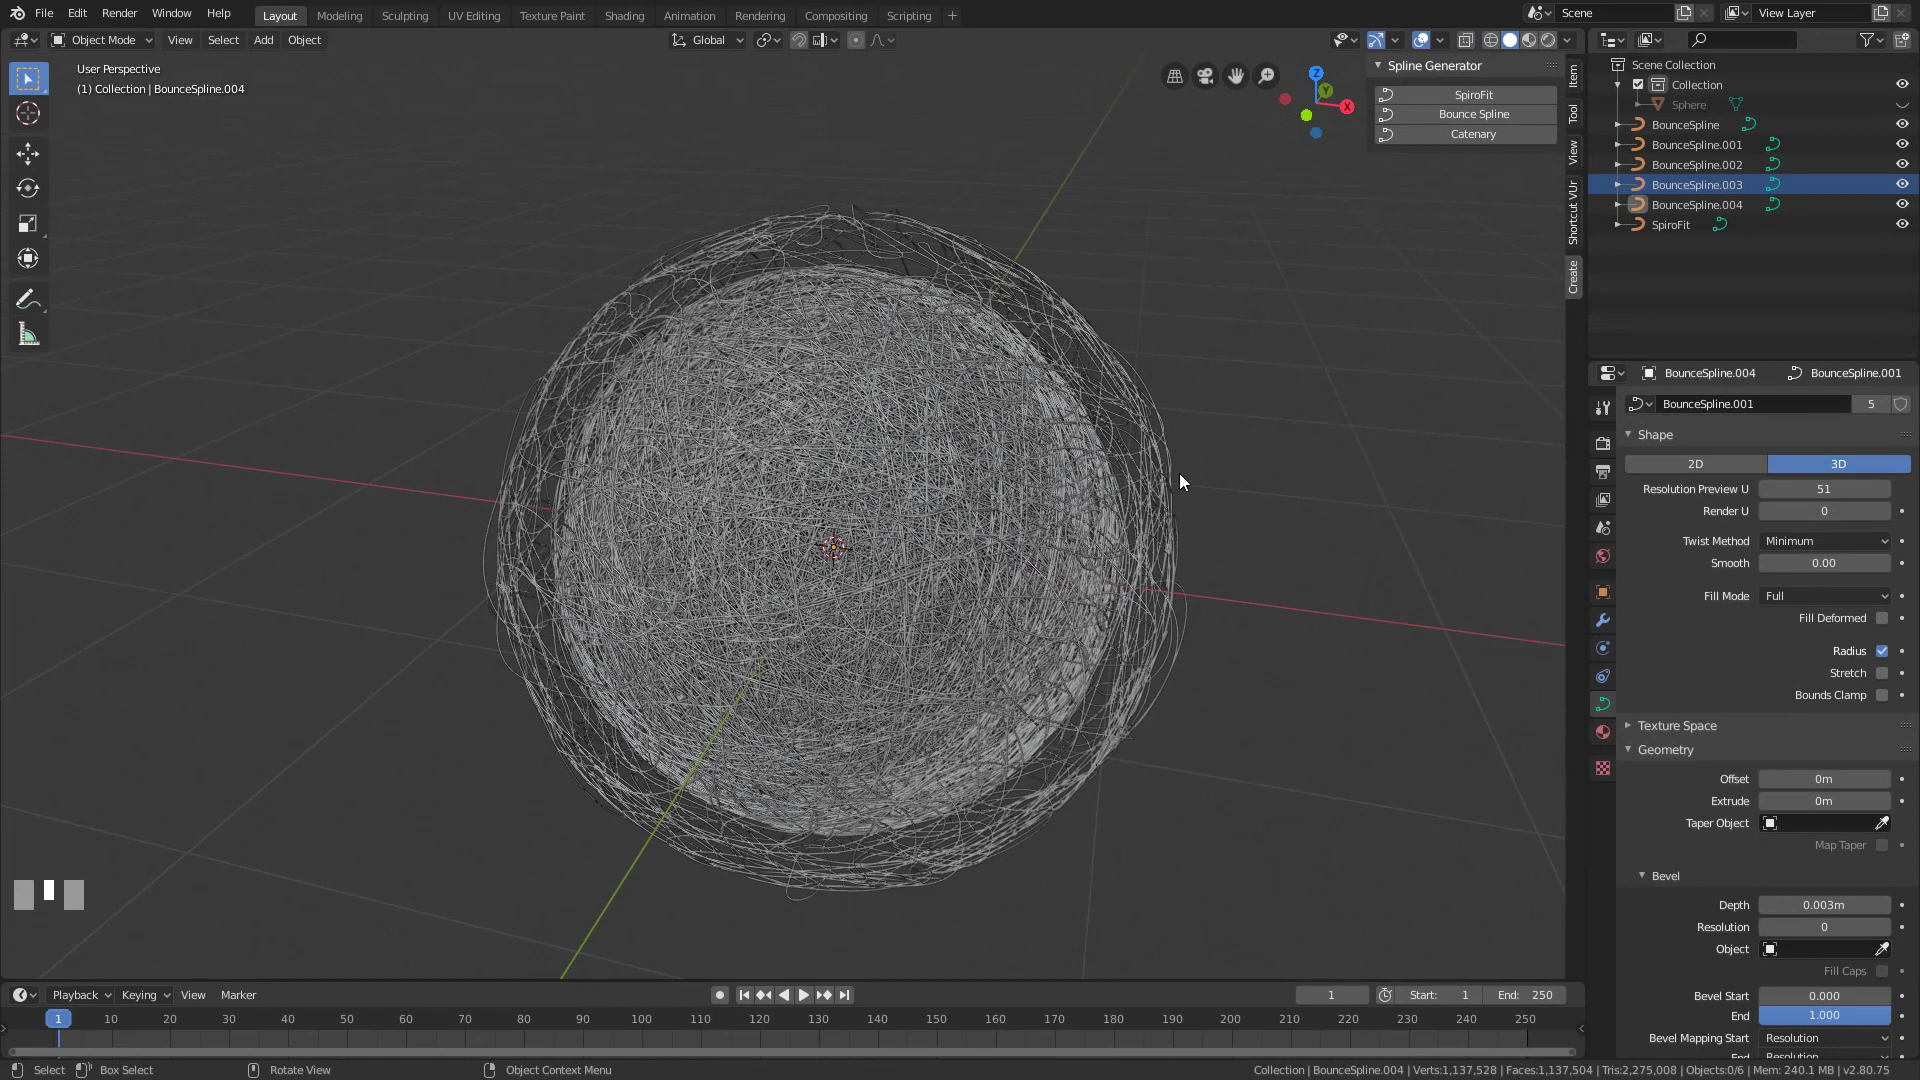 File Edit Render Window Help
Layout Modeling Sculpting UV Editing Texture Paint Shading Animation Rendering Compositing Scripting +
Scene
View Layer
Object Mode View Select Add Object
Global
User Perspective
(1) Collection | BounceSpline.004
Spline Generator
SpiroFit
Bounce Spline
Catenary
Z
Y
X
Item
Tool
View
Shortcut VUr
Create
Scene Collection
Collection
Sphere
BounceSpline
BounceSpline.001
BounceSpline.002
BounceSpline.003
BounceSpline.004
SpiroFit
BounceSpline.004 BounceSpline.001
BounceSpline.001 5
Shape
2D 3D
Resolution Preview U 51
Render U 0
Twist Method Minimum
Smooth 0.00
Fill Mode Full
Fill Deformed
Radius
Stretch
Bounds Clamp
Texture Space
Geometry
Offset 0m
Extrude 0m
Taper Object
Map Taper
Bevel
Depth 0.003m
Resolution 0
Object
Fill Caps
Bevel Start 0.000
End 1.000
Bevel Mapping Start Resolution
End Resolution
Playback Keying View Marker
1 Start: 1 End: 250
1 10 20 30 40 50 60 70 80 90 100 110 120 130 140 150 160 170 180 190 200 210 220 230 240 250
Select Box Select Rotate View Object Context Menu
Collection | BounceSpline.004 | Verts:1,137,528 | Faces:1,137,504 | Tris:2,275,008 | Objects:0/6 | Mem: 240.1 MB | v2.80.75